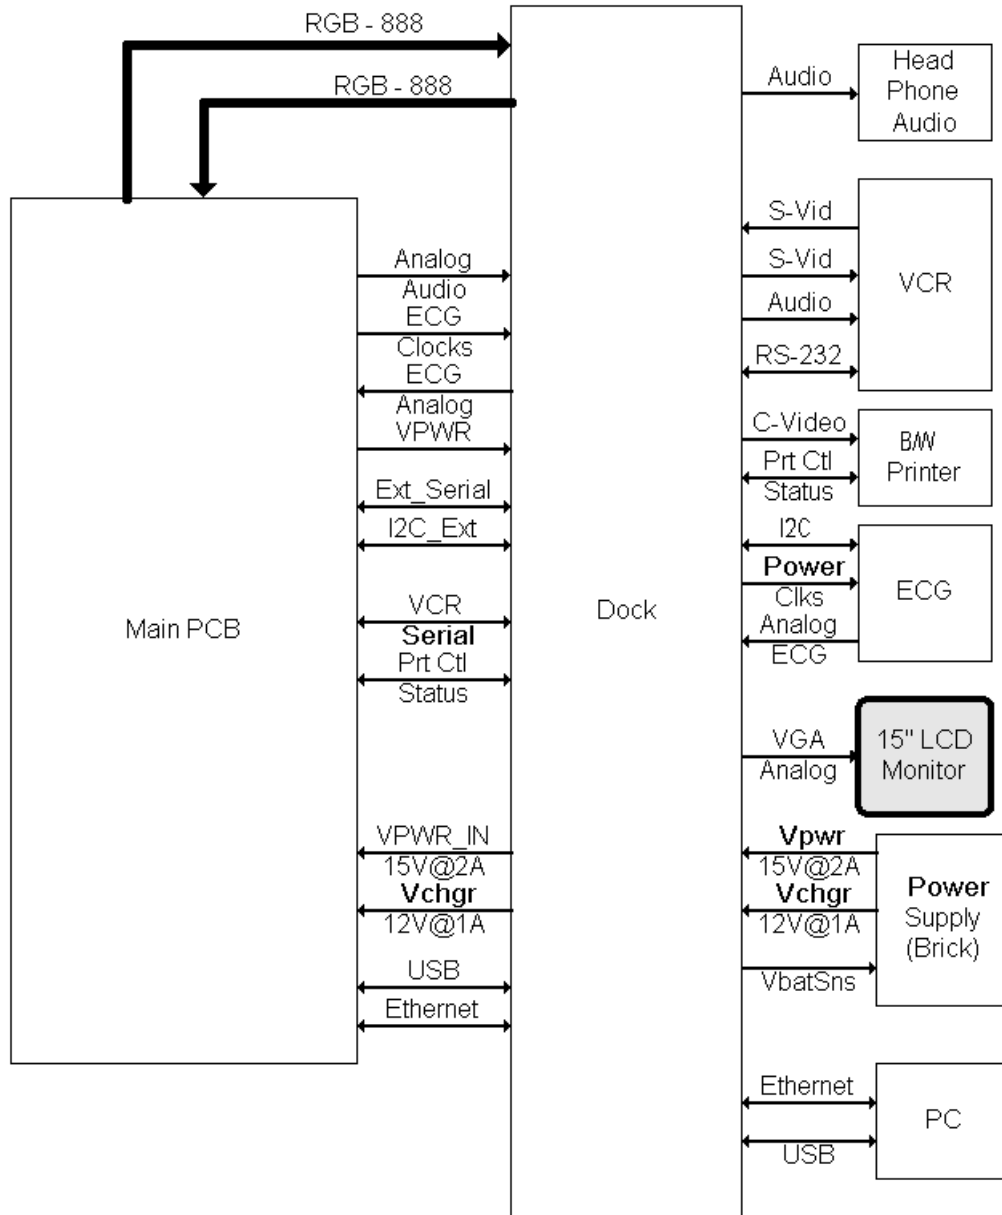 RGB - 888
RGB - 888
Main PCB
Analog
Audio
ECG
Clocks
ECG
Analog
VPWR
Ext_Serial
I2C_Ext
VCR
Serial
Prt Ctl
Status
VPWR_IN
15V@2A
Vchgr
12V@1A
USB
Ethernet
Dock
Audio
Head
Phone
Audio
S-Vid
S-Vid
Audio
RS-232
VCR
C-Video
Prt Ctl
Status
B/W
Printer
I2C
Power
Clks
Analog
ECG
ECG
VGA
Analog
15" LCD
Monitor
Vpwr
15V@2A
Vchgr
12V@1A
VbatSns
Power
Supply
(Brick)
Ethernet
USB
PC